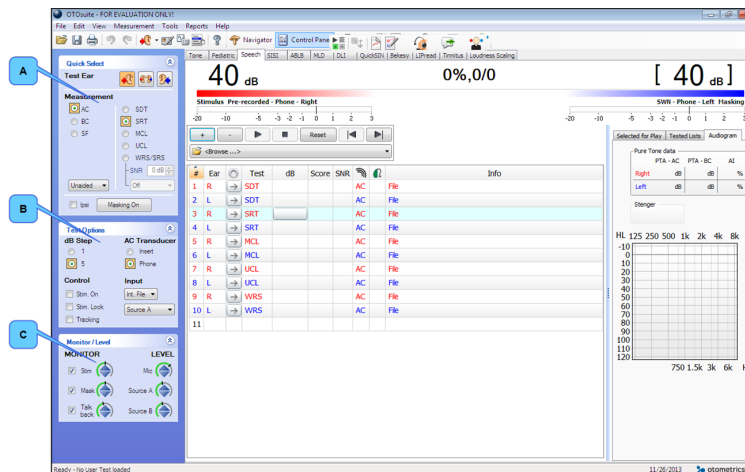 OTOsuite - FOR EVALUATION ONLY!
File Edit View Measurement Tools Reports Help
Navigator Control Pane
Tone Pediatric Speech SISI ABLB MLD DLI QuickSIN Bekesy LIPread Tinnitus Loudness Scaling
A
Quick Select
Test Ear
Measurement
AC SDT
BC SRT
SF MCL
UCL
WRS/SRS
SNR 0 dB
Unaided Off
Ipsi Masking On
B
Test Options
dB Step AC Transducer
1 Insert
5 Phone
Control Input
Stim. On Int. File
Stim. Lock Source A
Tracking
C
Monitor / Level
MONITOR LEVEL
Stim Mic
Mask Source A
Talk back Source B
40 dB 0%,0/0 [ 40 dB ]
Stimulus Pre-recorded - Phone - Right SWN - Phone - Left Masking
-20 -10 -5 -3 -2 -1 0 1 2 3 -20 -10 -5 -3 -2 -1 0 1 2 3
+ - Reset
<Browse ...>
# Ear Test dB Score SNR Info
1 R SDT AC File
2 L SDT AC File
3 R SRT AC File
4 L SRT AC File
5 R MCL AC File
6 L MCL AC File
7 R UCL AC File
8 L UCL AC File
9 R WRS AC File
10 L WRS AC File
11
Selected for Play Tested Lists Audiogram
Pure Tone data
PTA - AC PTA - BC AI
Right dB dB %
Left dB dB %
Stenger
HL 125 250 500 1k 2k 4k 8k
-10
0
10
20
30
40
50
60
70
80
90
100
110
120
750 1.5k 3k 6k H
Ready - No User Test loaded 11/26/2013 otometrics